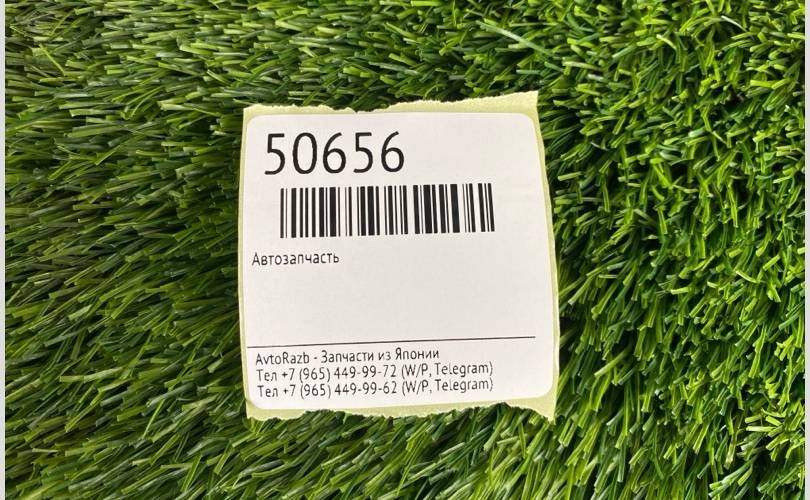 50656
Автозапчасть
AvtoRazb - Запчасти из Японии
Тел +7 (965) 449-99-72 (W/P, Telegram)
Тел +7 (965) 449-99-62 (W/P, Telegram)